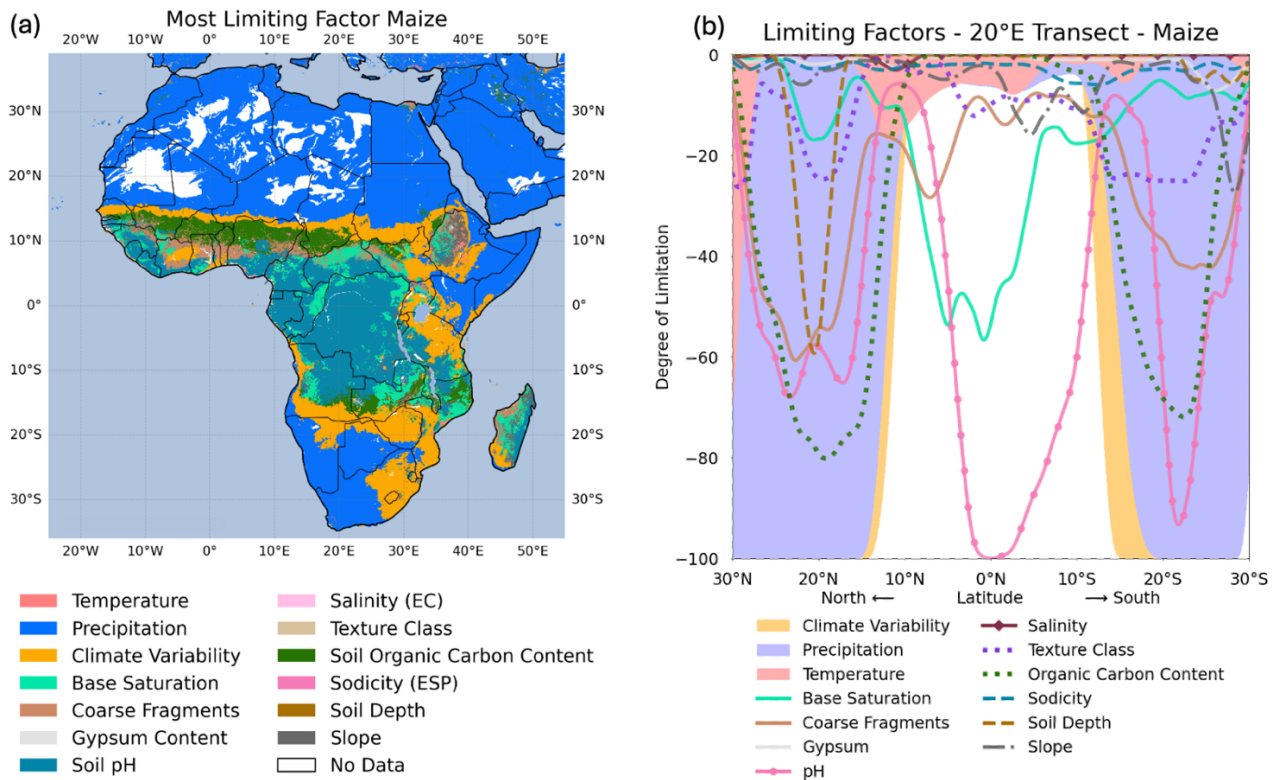 (a)
Most Limiting Factor Maize
20°W 10°W 0° 10°E 20°E 30°E 40°E 50°E
30°N 30°N
20°N 20°N
10°N 10°N
0° 0°
10°S 10°S
20°S 20°S
30°S 30°S
20°W 10°W 0° 10°E 20°E 30°E 40°E 50°E
Temperature
Precipitation
Climate Variability
Base Saturation
Coarse Fragments
Gypsum Content
Soil pH
Salinity (EC)
Texture Class
Soil Organic Carbon Content
Sodicity (ESP)
Soil Depth
Slope
No Data
(b)
Limiting Factors - 20°E Transect - Maize
Degree of Limitation
0
−20
−40
−60
−80
−100
30°N 20°N 10°N 0°N 10°S 20°S 30°S
North ⟵ Latitude ⟶ South
Climate Variability
Precipitation
Temperature
Base Saturation
Coarse Fragments
Gypsum
pH
Salinity
Texture Class
Organic Carbon Content
Sodicity
Soil Depth
Slope